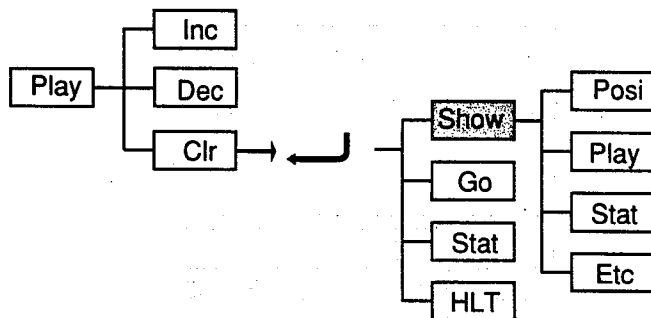 Play
Inc
Dec
Clr
Show
Go
Stat
HLT
Posi
Play
Stat
Etc